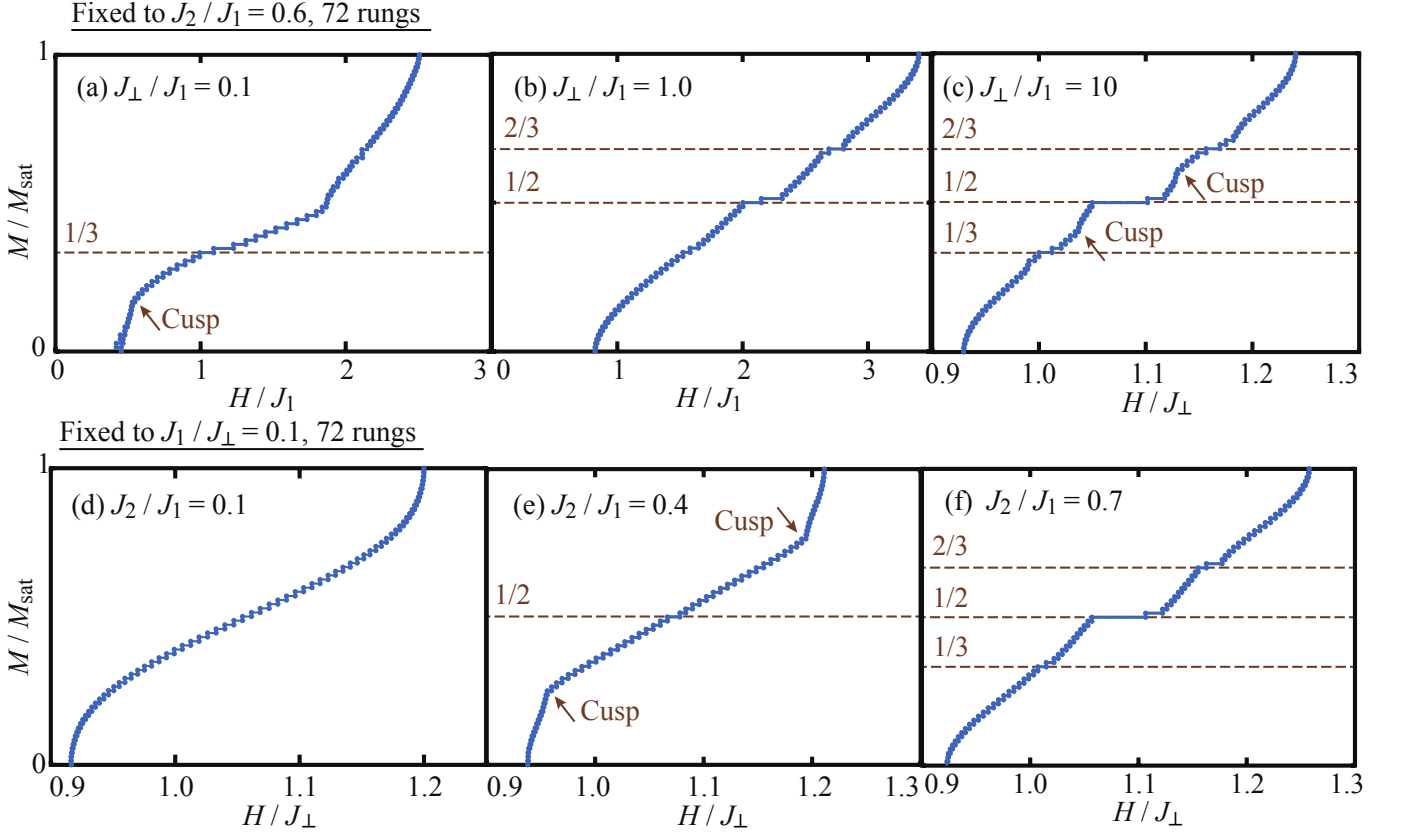 Fixed to J₂ / J₁ = 0.6, 72 rungs
(a) J⊥ / J₁ = 0.1
(b) J⊥ / J₁ = 1.0
(c) J⊥ / J₁ = 10
1
0
M / Msat
1/3
Cusp
2/3
1/2
2/3
1/2
1/3
Cusp
Cusp
0 1 2 3
H / J₁
0 1 2 3
H / J₁
0.9 1.0 1.1 1.2 1.3
H / J⊥
Fixed to J₁ / J⊥ = 0.1, 72 rungs
(d) J₂ / J₁ = 0.1
(e) J₂ / J₁ = 0.4
(f) J₂ / J₁ = 0.7
1
0
M / Msat
Cusp
1/2
Cusp
2/3
1/2
1/3
0.9 1.0 1.1 1.2
H / J⊥
0.9 1.0 1.1 1.2 1.3
H / J⊥
0.9 1.0 1.1 1.2 1.3
H / J⊥